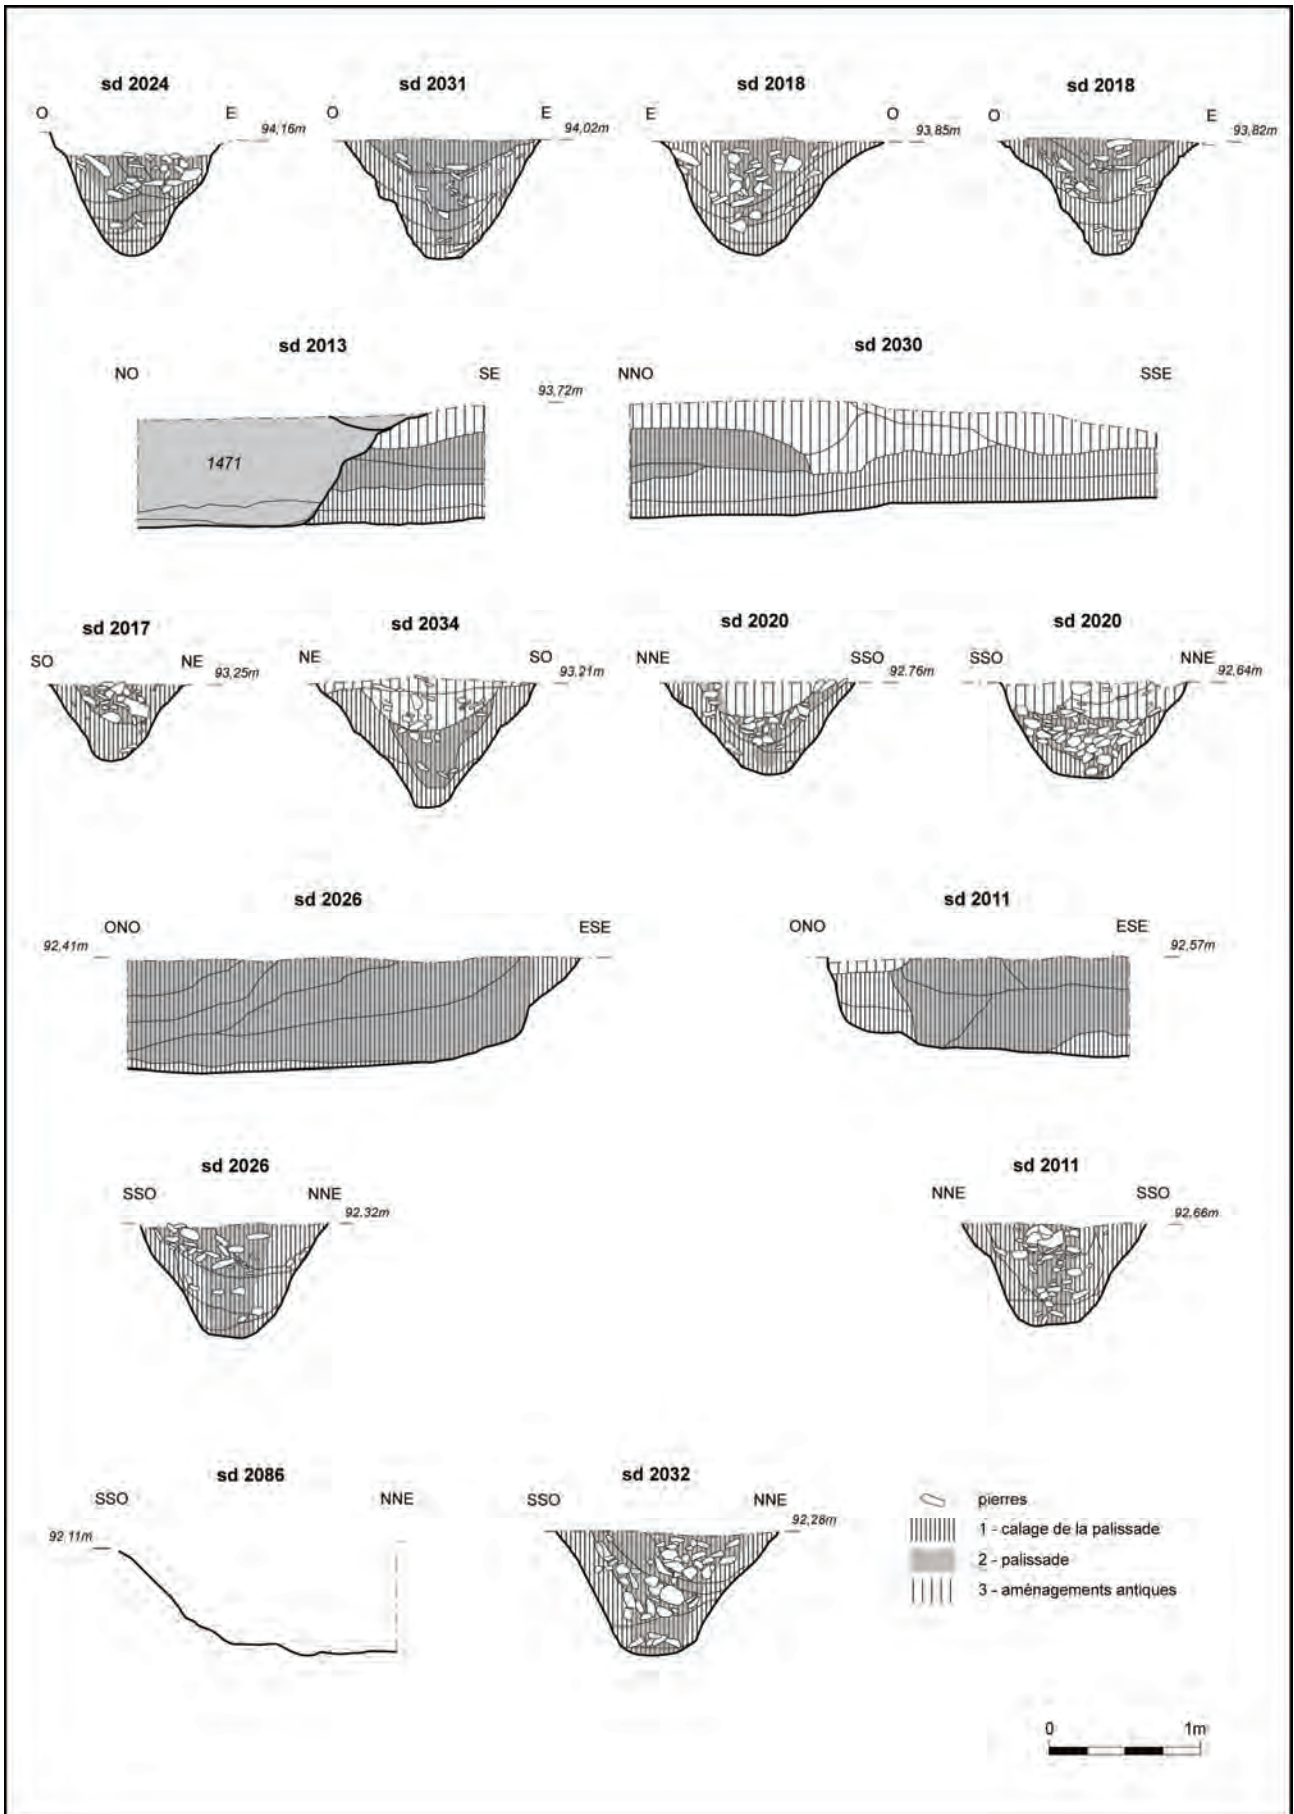 sd 2024
sd 2031
sd 2018
sd 2018
O E 94,16m
O E 94,02m
E O 93,85m
O E 93,82m
sd 2013
sd 2030
NO SE 93,72m
NNO SSE
1471
sd 2017
sd 2034
sd 2020
sd 2020
SO NE 93,25m
NE SO 93,21m
NNE SSO 92,76m
SSO NNE 92,64m
sd 2026
sd 2011
92,41m ONO ESE
ONO ESE 92,57m
sd 2026
sd 2011
SSO NNE 92,32m
NNE SSO 92,66m
sd 2086
sd 2032
SSO NNE
92,11m
SSO NNE 92,28m
pierres
1 - calage de la palissade
2 - palissade
3 - aménagements antiques
0 1m